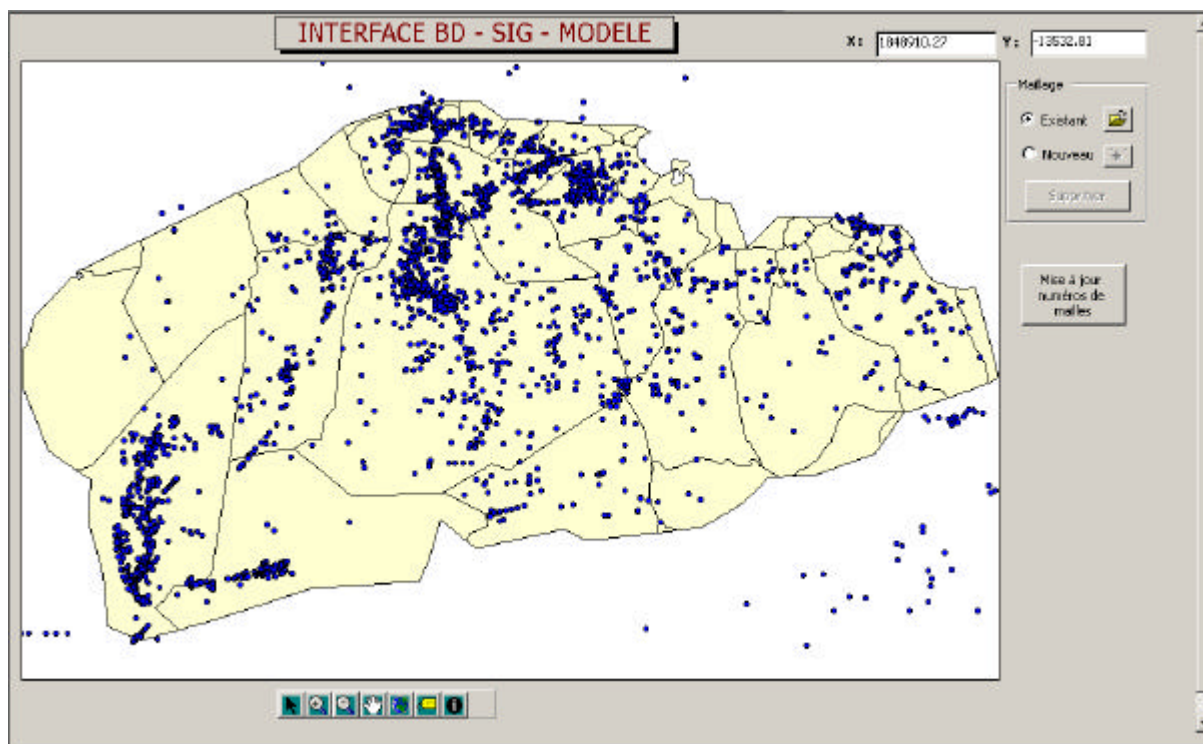 INTERFACE BD - SIG - MODELE
X: 1848910.27 Y: -13532.81
Maillage
Existant
Nouveau
Supprimer
Mise à jour
numéros de
mailles